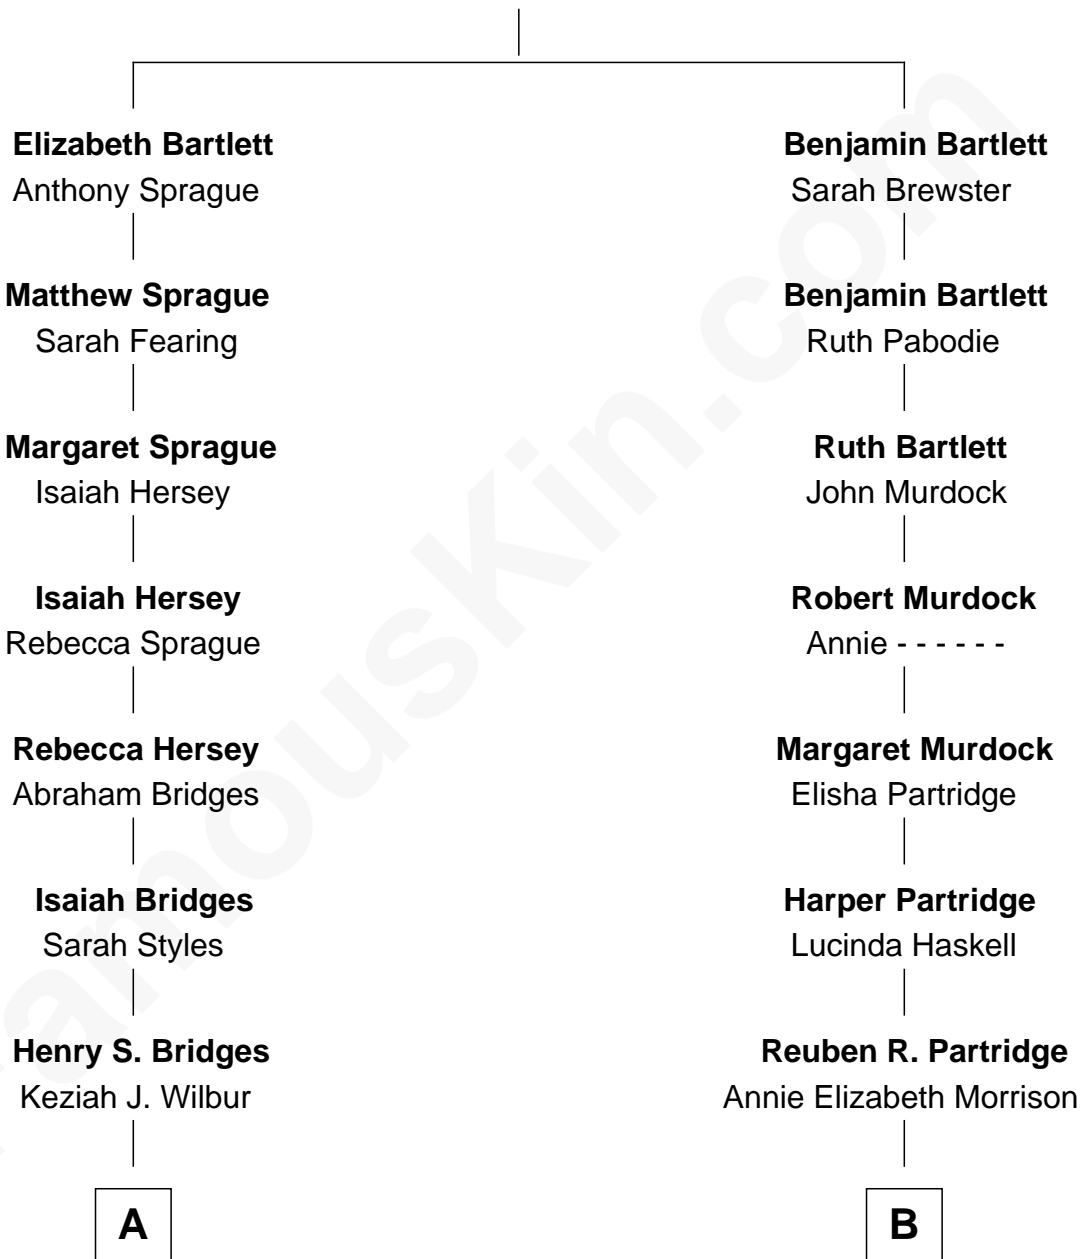 Elizabeth Bartlett
Anthony Sprague
Matthew Sprague
Sarah Fearing
Margaret Sprague
Isaiah Hersey
Isaiah Hersey
Rebecca Sprague
Rebecca Hersey
Abraham Bridges
Isaiah Bridges
Sarah Styles
Henry S. Bridges
Keziah J. Wilbur
A
Benjamin Bartlett
Sarah Brewster
Benjamin Bartlett
Ruth Pabodie
Ruth Bartlett
John Murdock
Robert Murdock
Annie - - - - - -
Margaret Murdock
Elisha Partridge
Harper Partridge
Lucinda Haskell
Reuben R. Partridge
Annie Elizabeth Morrison
B
FamousKin.com